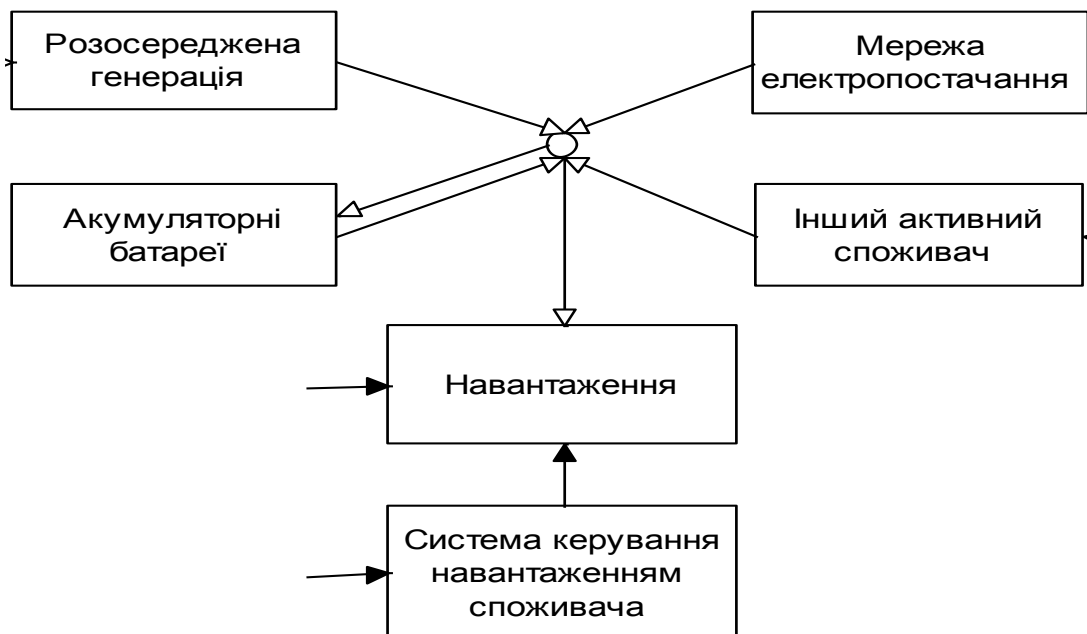 Розосереджена
генерація
Мережа
електропостачання
Акумуляторні
батареї
Інший активний
споживач
Навантаження
Система керування
навантаженням
споживача